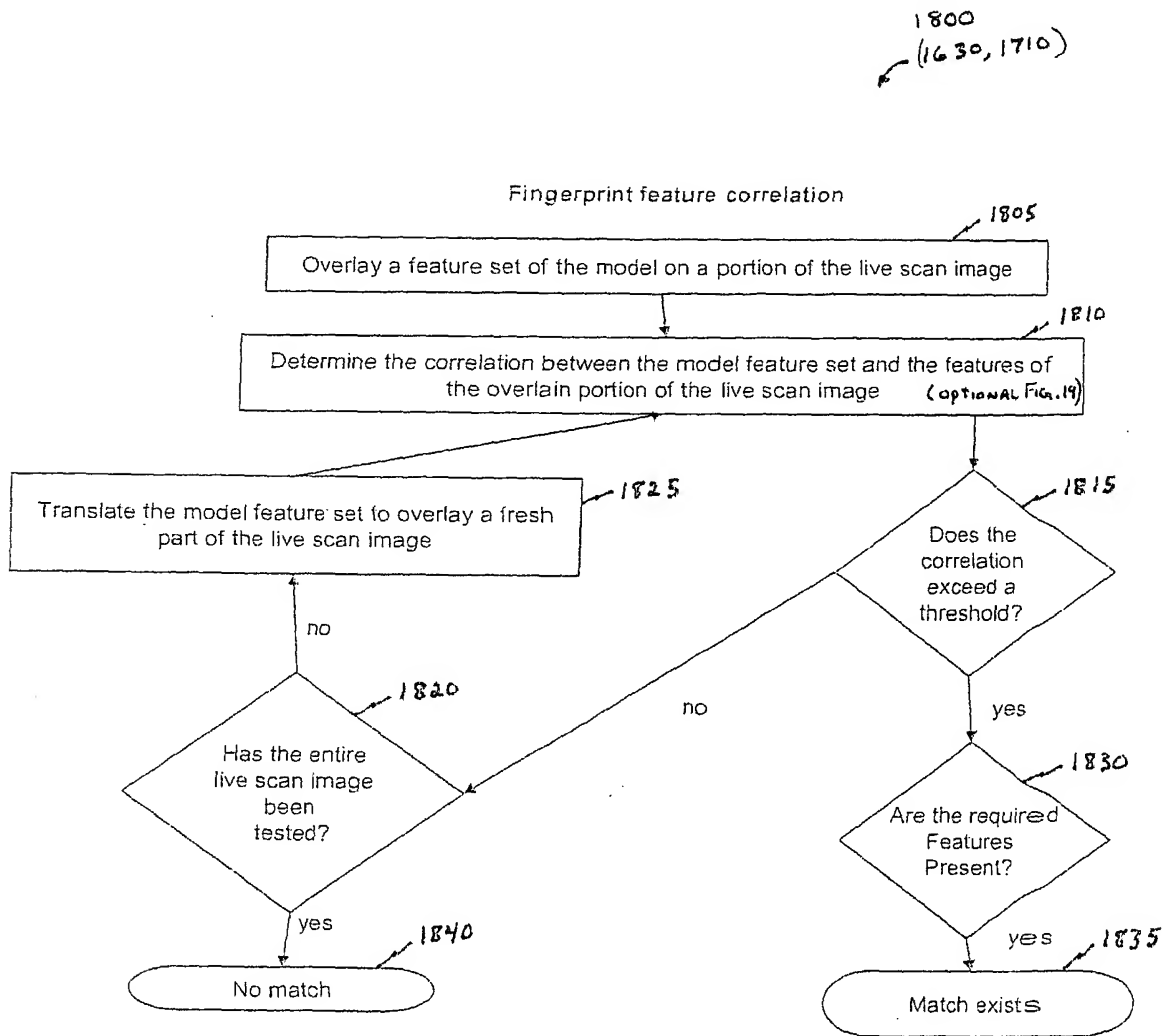 1800
(1630, 1710)
Fingerprint feature correlation
1805
Overlay a feature set of the model on a portion of the live scan image
1810
Determine the correlation between the model feature set and the features of
the overlain portion of the live scan image (OPTIONAL FIG. 19)
1825
Translate the model feature set to overlay a fresh
part of the live scan image
1815
Does the
correlation
exceed a
threshold?
no
1820
no
yes
Has the entire
live scan image
been
tested?
1830
Are the required
Features
Present?
yes
1840
yes
1835
No match
Match exists